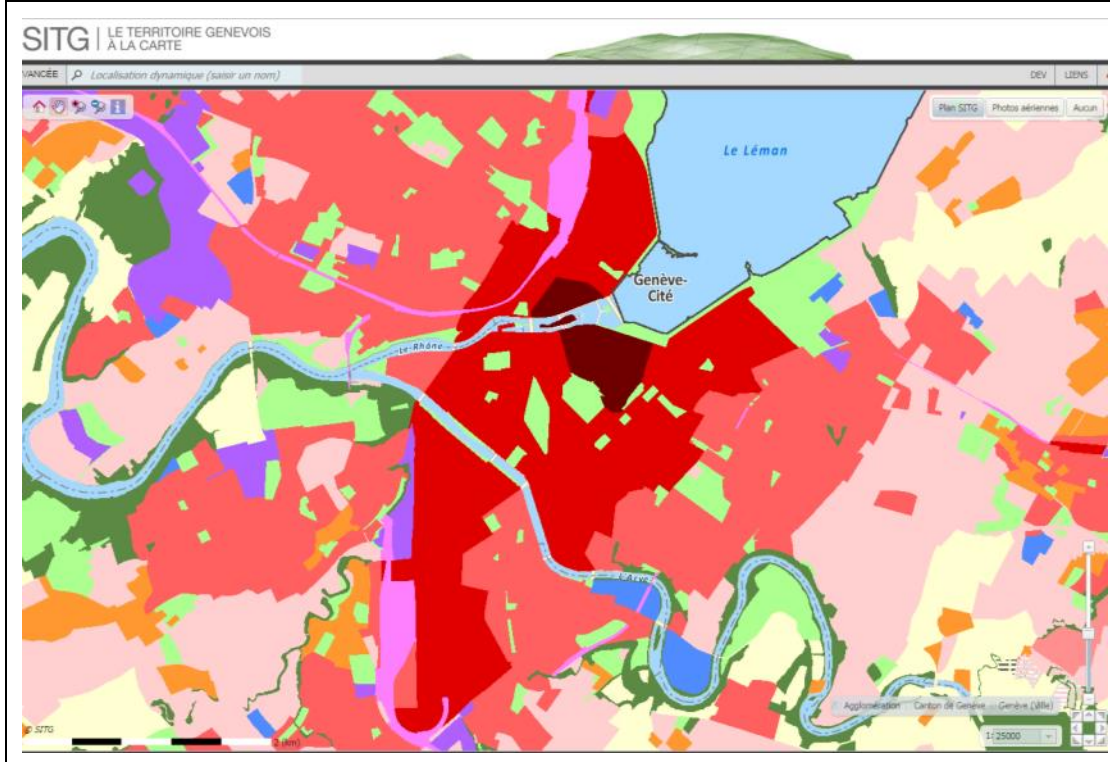 SITG
LE TERRITOIRE GENEVOIS
À LA CARTE
VANCÉE
Localisation dynamique (saisir un nom)
DEV
LIENS
Plan SITG
Photos aériennes
Aucun
Le Léman
Genève-
Cité
Le Rhône
L'Arve
Agglomération
Canton de Genève
Genève (Ville)
© SITG
2 (km)
1: 25000